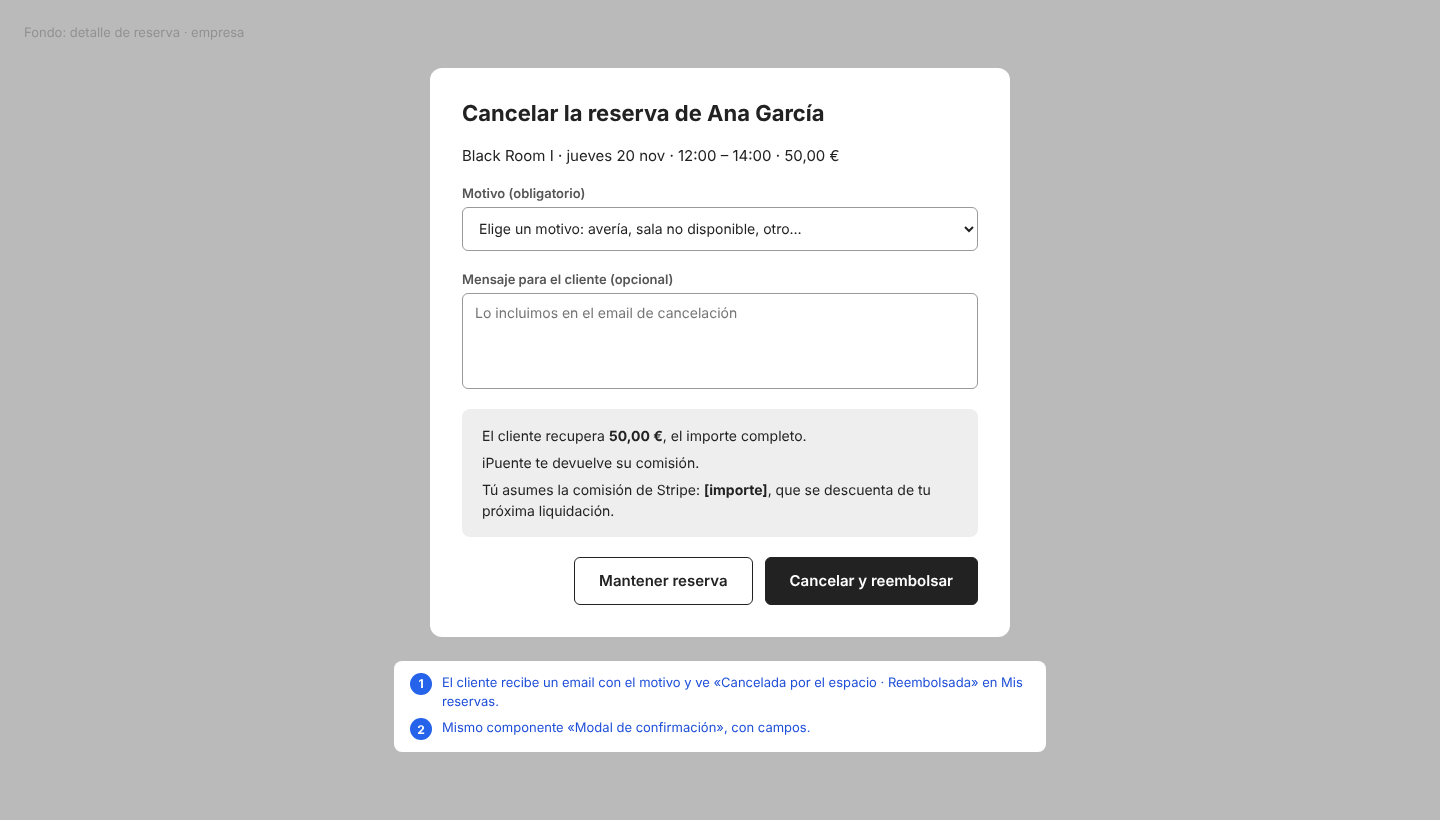 Fondo: detalle de reserva · empresa
Cancelar la reserva de Ana García
Black Room I · jueves 20 nov · 12:00 – 14:00 · 50,00 €
Motivo (obligatorio)
Elige un motivo: avería, sala no disponible, otro...
Mensaje para el cliente (opcional)
Lo incluimos en el email de cancelación
El cliente recupera 50,00 €, el importe completo.
iPuente te devuelve su comisión.
Tú asumes la comisión de Stripe: [importe], que se descuenta de tu
próxima liquidación.
Mantener reserva
Cancelar y reembolsar
1 El cliente recibe un email con el motivo y ve «Cancelada por el espacio · Reembolsada» en Mis
reservas.
2 Mismo componente «Modal de confirmación», con campos.